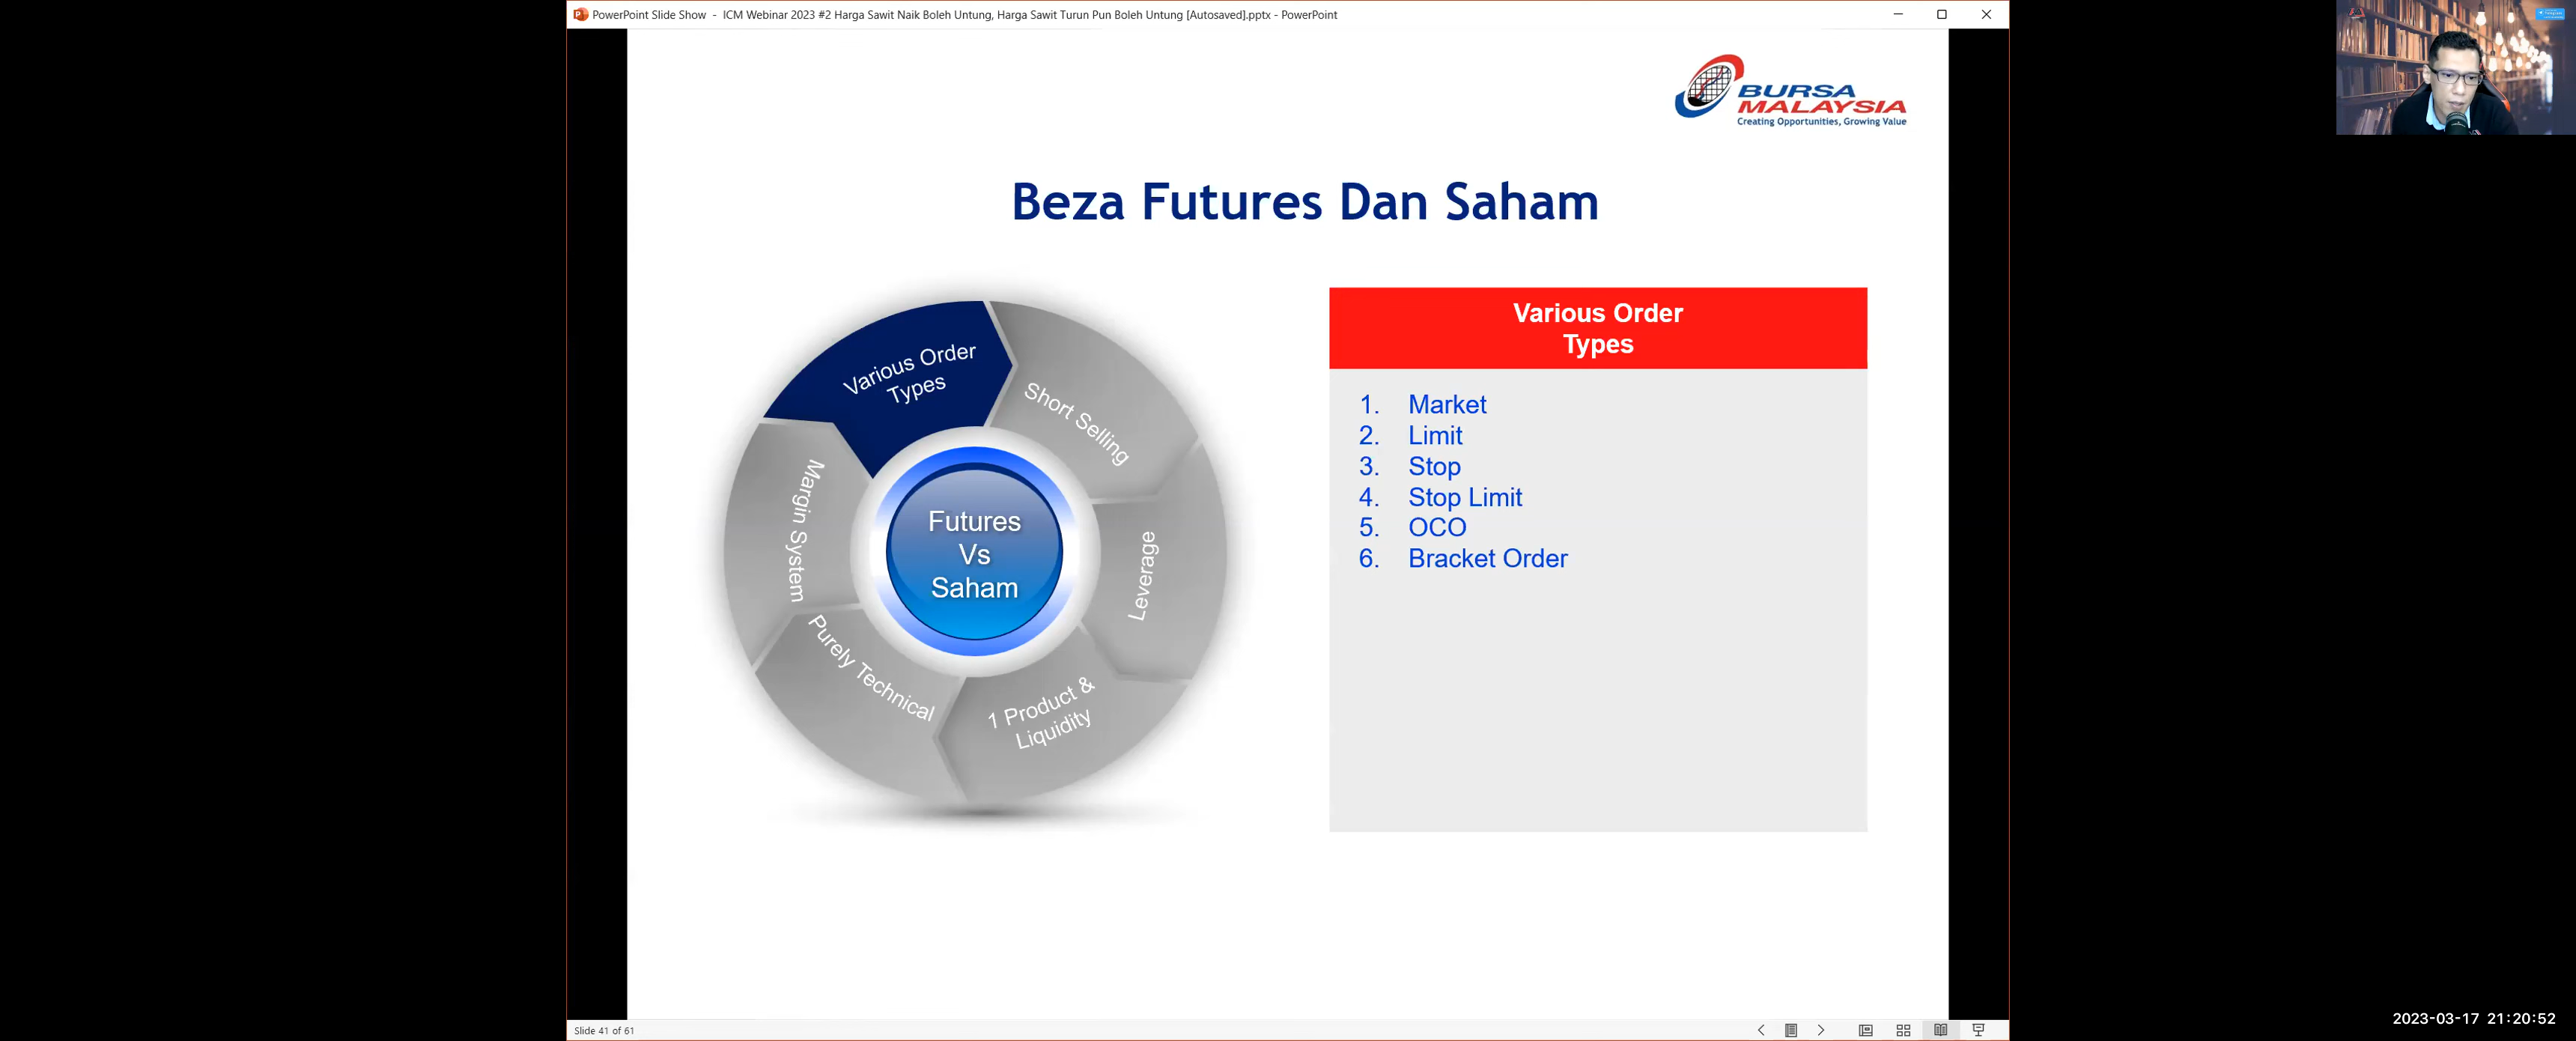 PowerPoint Slide Show - ICM Webinar 2023 #2 Harga Sawit Naik Boleh Untung, Harga Sawit Turun Pun Boleh Untung [Autosaved].pptx - PowerPoint
BURSA
MALAYSIA
Creating Opportunities, Growing Value
Beza Futures Dan Saham
Various Order
Types
Short Selling
Leverage
1 Product &
Liquidity
Purely Technical
Margin System
Futures
Vs
Saham
Various Order
Types
1. Market
2. Limit
3. Stop
4. Stop Limit
5. OCO
6. Bracket Order
Slide 41 of 61
2023-03-17 21:20:52